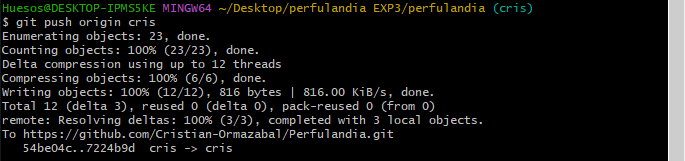 Huesos@DESKTOP-IPMS5KE MINGW64 ~/Desktop/perfulandia EXP3/perfulandia (cris)
$ git push origin cris
Enumerating objects: 23, done.
Counting objects: 100% (23/23), done.
Delta compression using up to 12 threads
Compressing objects: 100% (6/6), done.
Writing objects: 100% (12/12), 816 bytes | 816.00 KiB/s, done.
Total 12 (delta 3), reused 0 (delta 0), pack-reused 0 (from 0)
remote: Resolving deltas: 100% (3/3), completed with 3 local objects.
To https://github.com/Cristian-Ormazabal/Perfulandia.git
   54be04c..7224b9d  cris -> cris